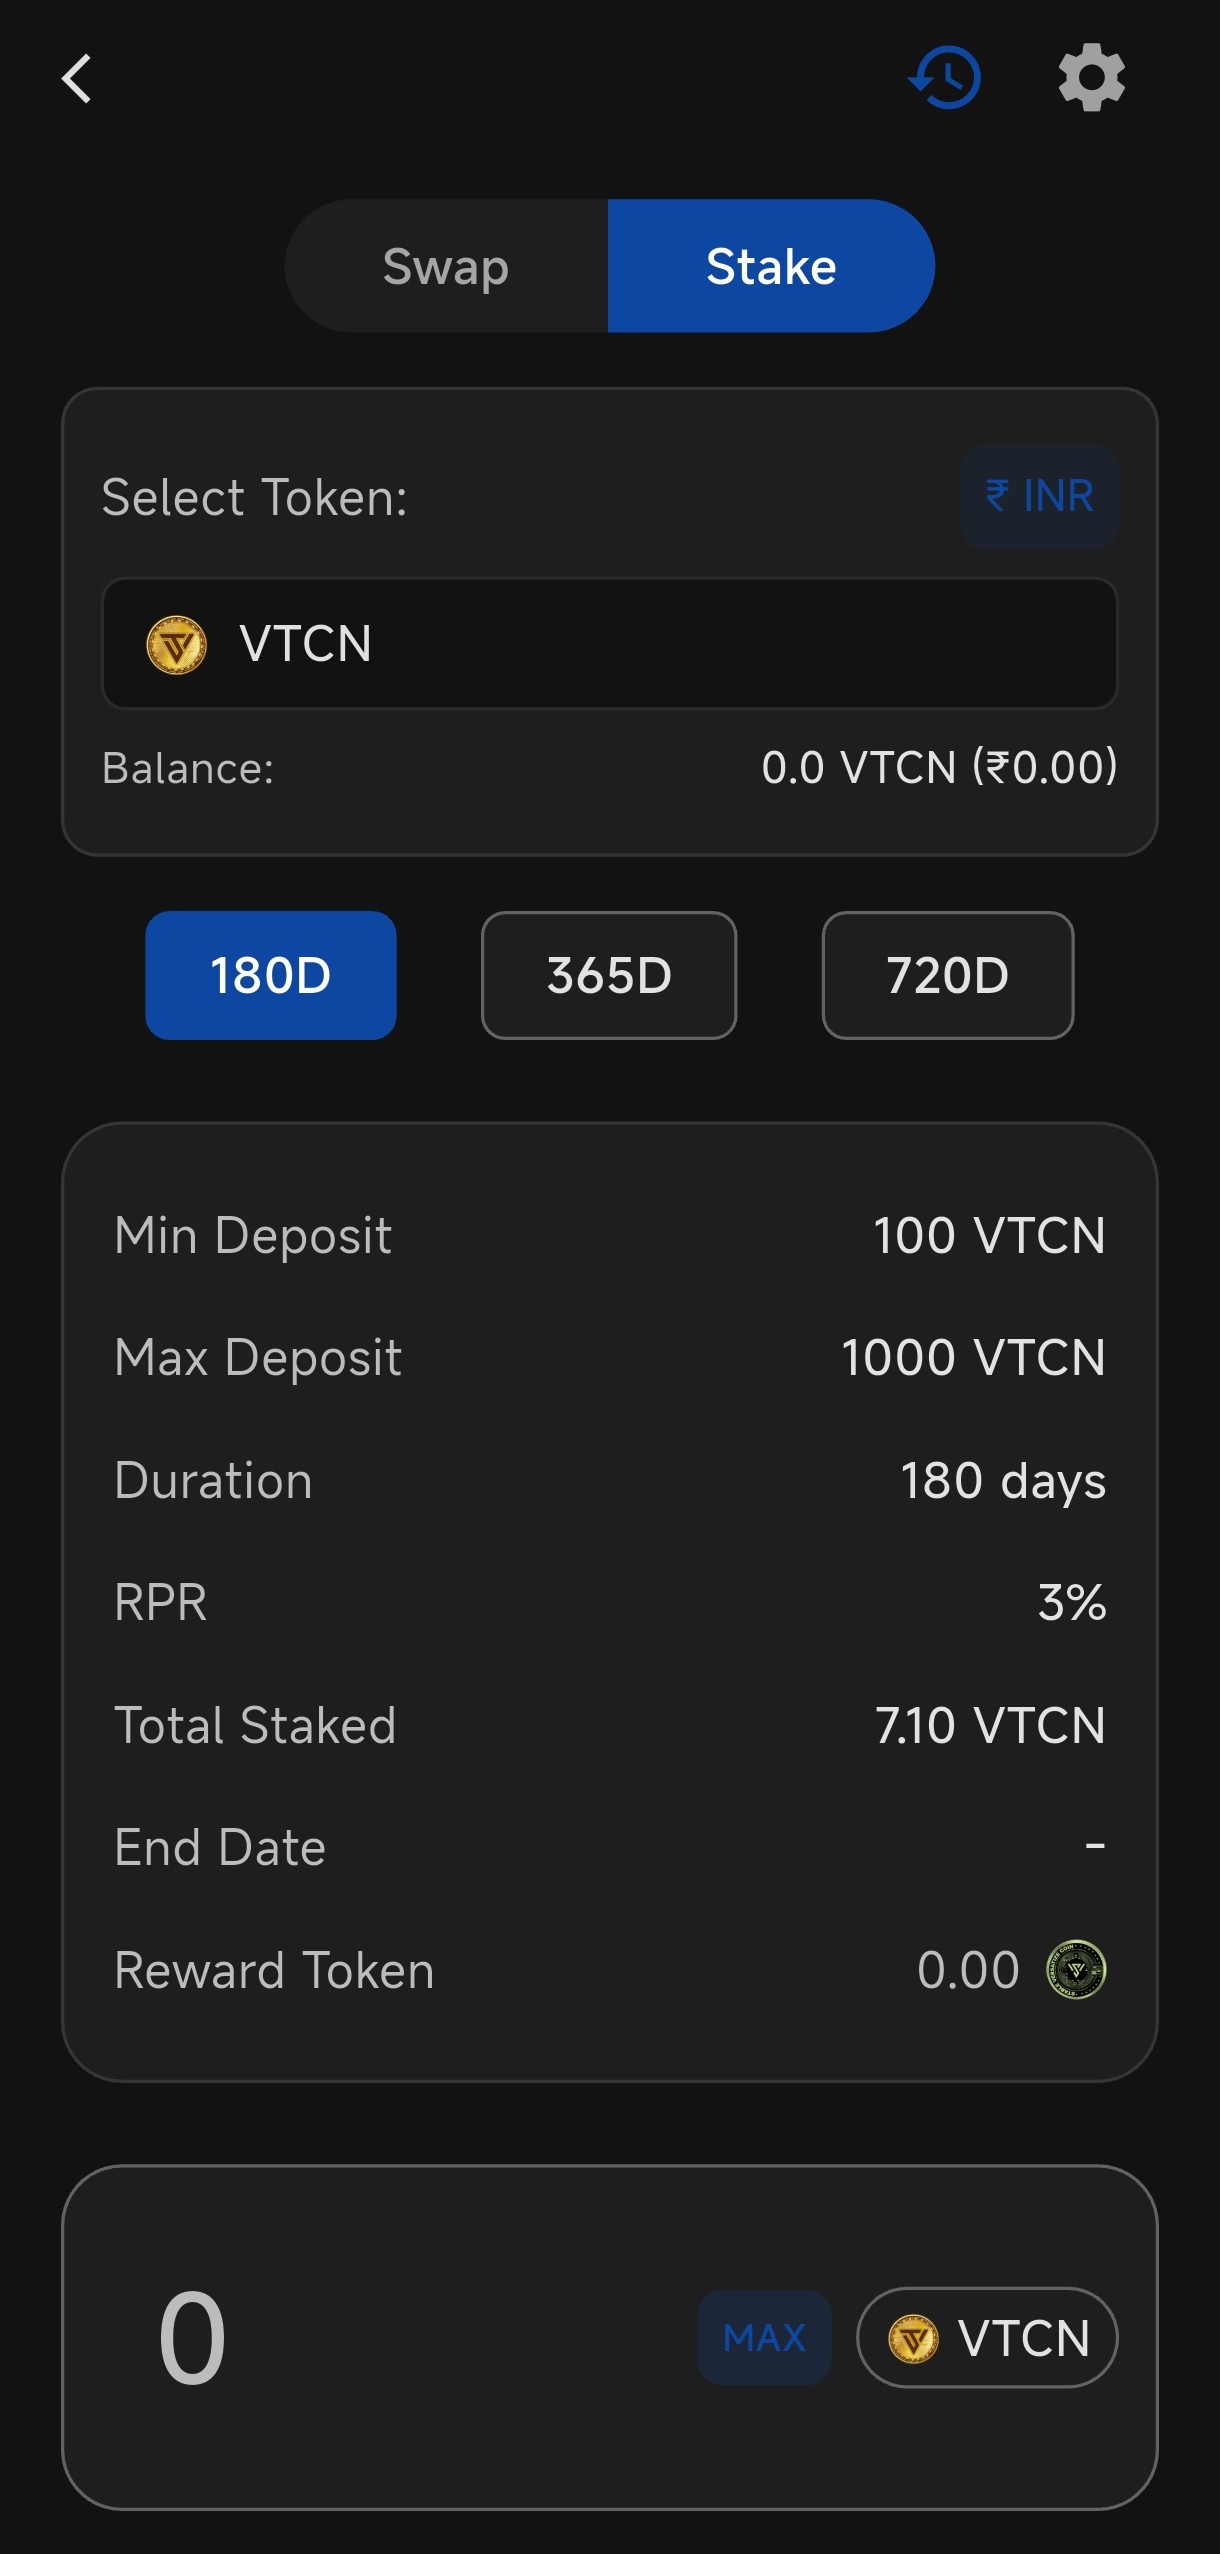 Swap Stake
Select Token: ₹ INR
VTCN
Balance: 0.0 VTCN (₹0.00)
180D 365D 720D
Min Deposit 100 VTCN
Max Deposit 1000 VTCN
Duration 180 days
RPR 3%
Total Staked 7.10 VTCN
End Date -
Reward Token 0.00
0 MAX VTCN